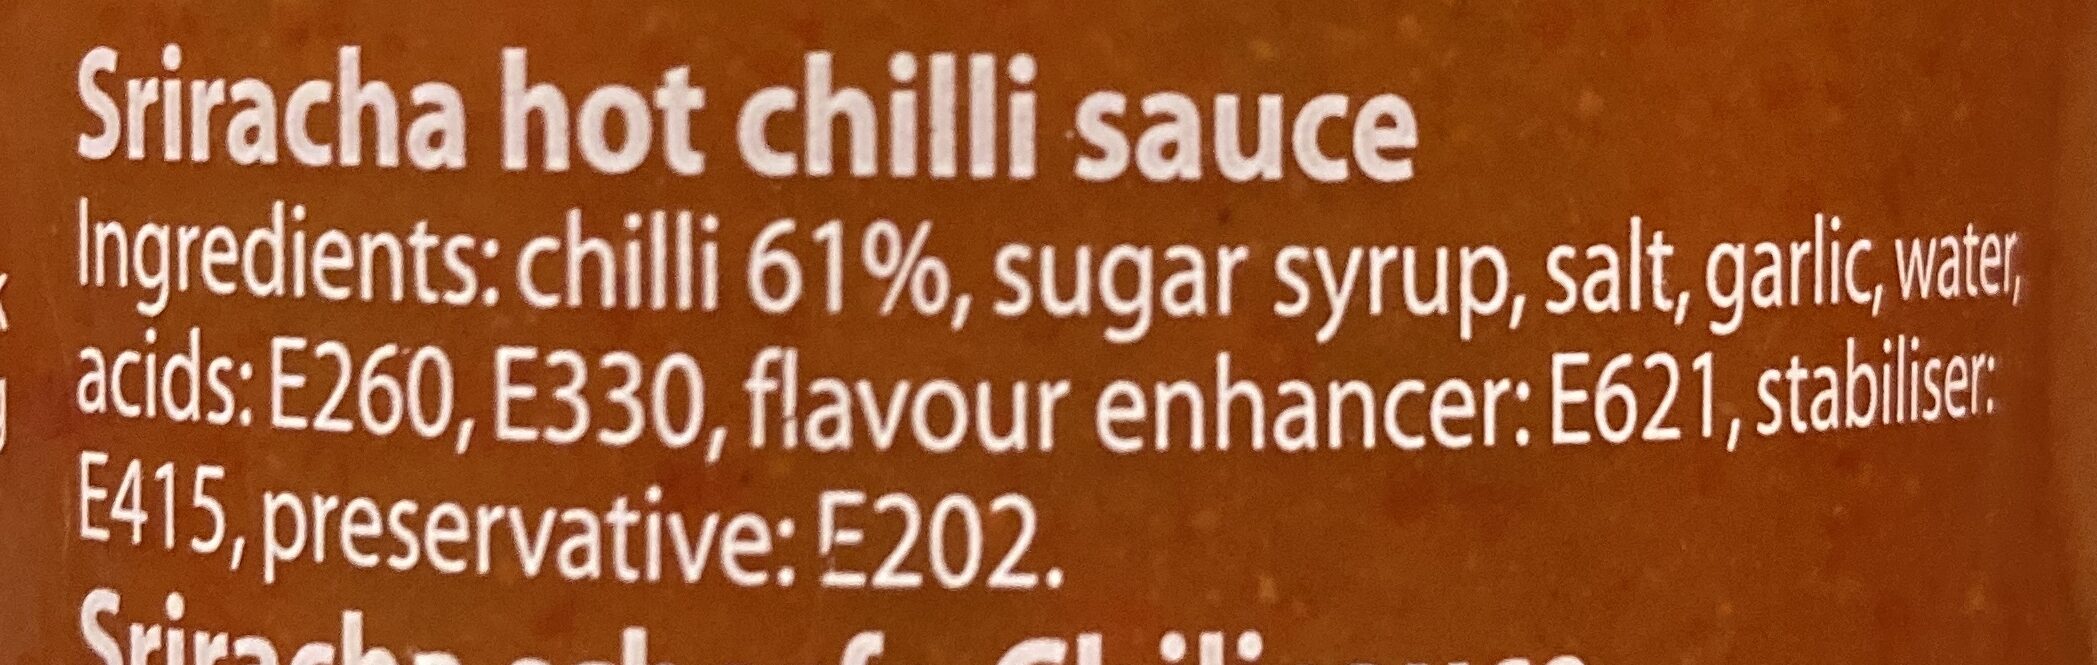 Sriracha hot chilli sauce
Ingredients: chilli 61%, sugar syrup, salt, garlic, water,
acids: E260, E330, flavour enhancer: E621, stabiliser:
E415, preservative: E202.
Sriracha